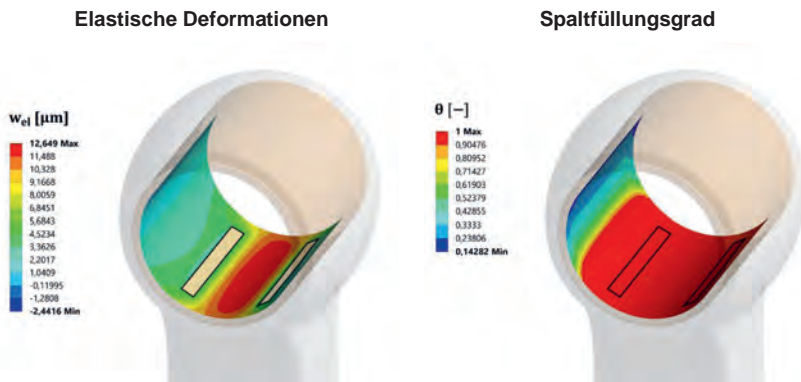 Elastische Deformationen
Spaltfüllungsgrad
w_el [µm]
12,649 Max
11,488
10,328
9,1668
8,0059
6,8451
5,6843
4,5234
3,3626
2,2017
1,0409
-0,11995
-1,2808
-2,4416 Min
θ [–]
1 Max
0,90476
0,80952
0,71427
0,61903
0,52379
0,42855
0,3333
0,23806
0,14282 Min